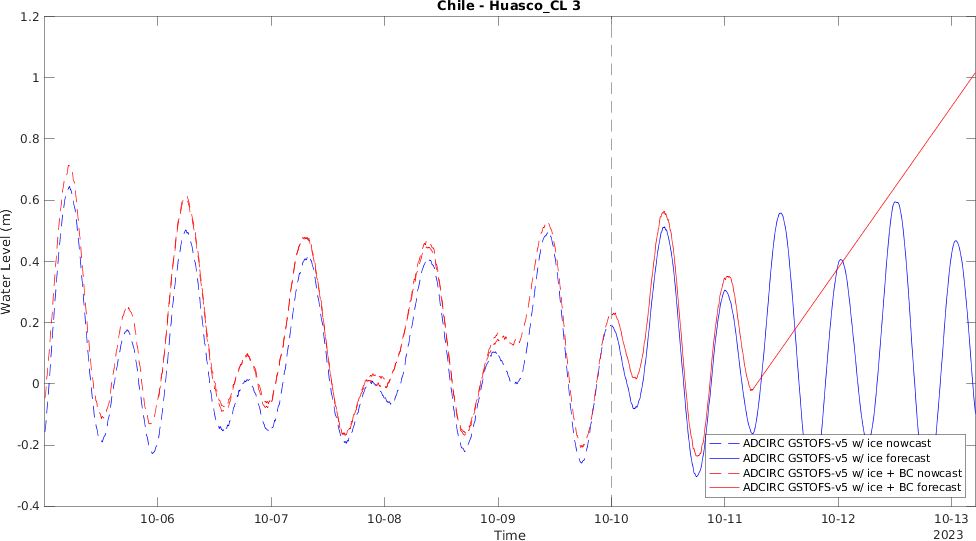 Chile - Huasco_CL 3
1.2
1
0.8
0.6
0.4
0.2
0
-0.2
-0.4
Water Level (m)
10-06
10-07
10-08
10-09
10-10
10-11
10-12
10-13
2023
Time
ADCIRC GSTOFS-v5 w/ ice nowcast
ADCIRC GSTOFS-v5 w/ ice forecast
ADCIRC GSTOFS-v5 w/ ice + BC nowcast
ADCIRC GSTOFS-v5 w/ ice + BC forecast